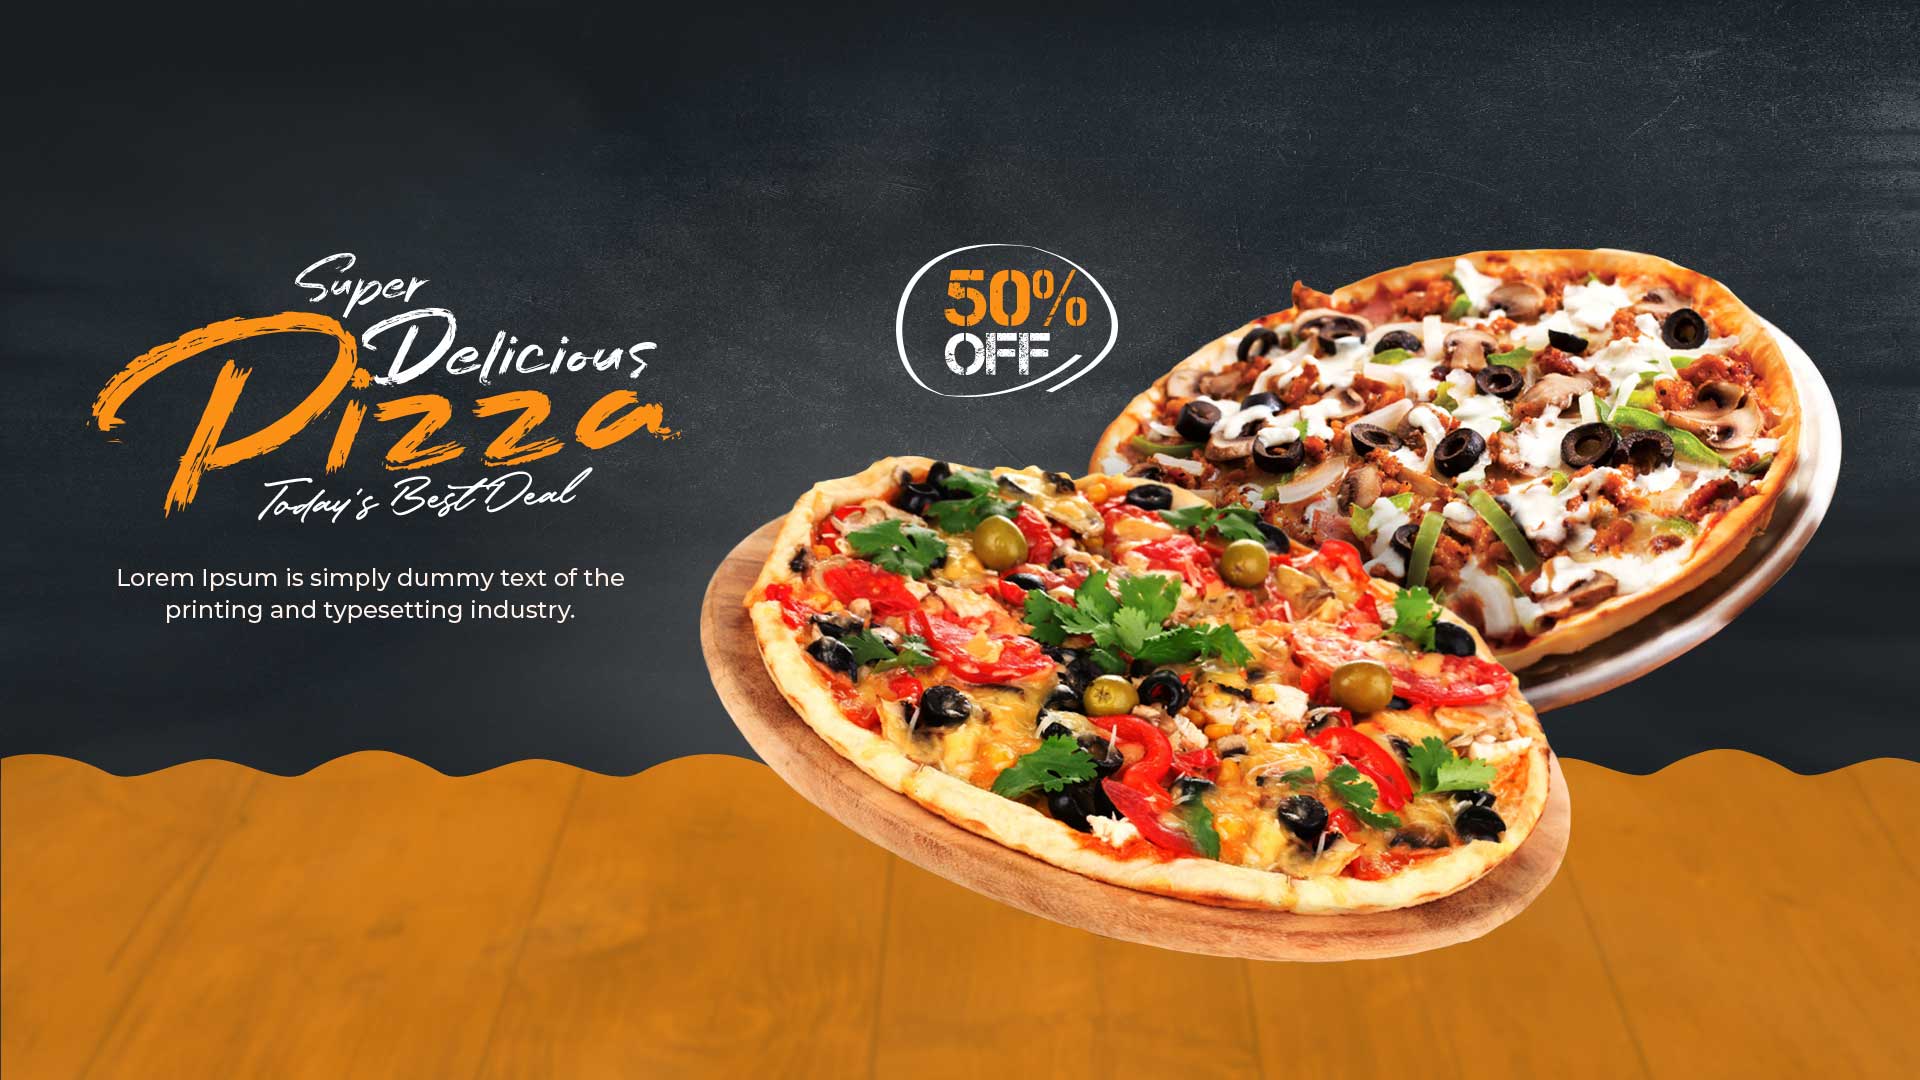 Super
Delicious
Pizza
Today's Best Deal
Lorem Ipsum is simply dummy text of the
printing and typesetting industry.
50%
OFF